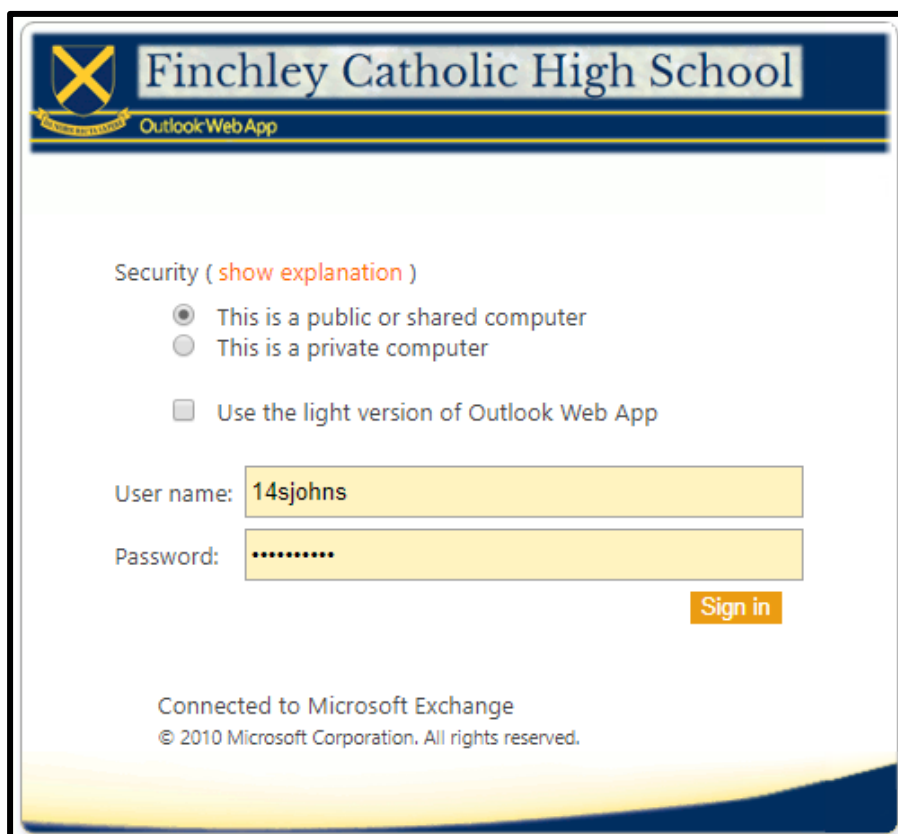 Finchley Catholic High School
Outlook Web App
Security ( show explanation )
This is a public or shared computer
This is a private computer
Use the light version of Outlook Web App
User name: 14sjohns
Password: ••••••••••
Sign in
Connected to Microsoft Exchange
© 2010 Microsoft Corporation. All rights reserved.